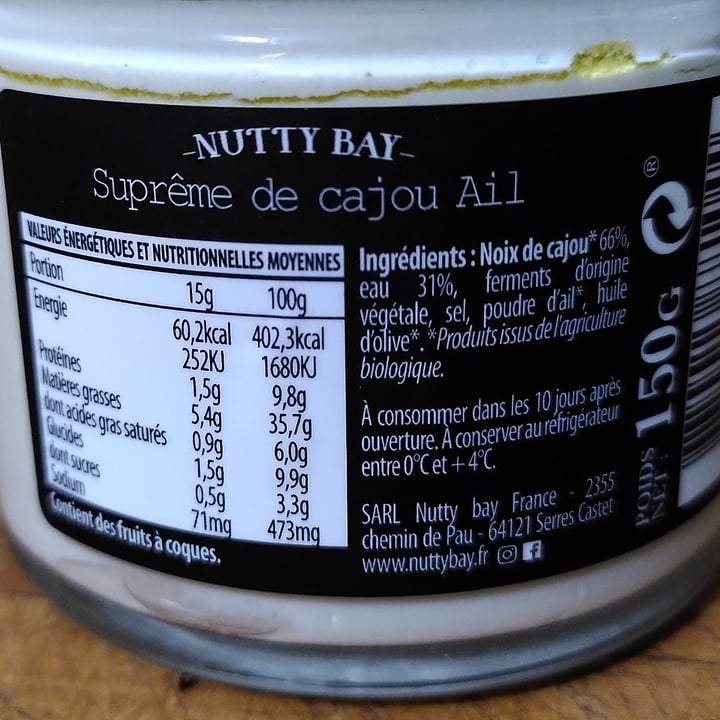 -NUTTY BAY-
Suprême de cajou Ail
VALEURS ÉNERGÉTIQUES ET NUTRITIONNELLES MOYENNES
Portion 15g 100g
Energie 60,2kcal 402,3kcal
252KJ 1680KJ
Protéines 1,5g 9,8g
Matières grasses 5,4g 35,7g
dont acides gras saturés 0,9g 6,0g
Glucides 1,5g 9,9g
dont sucres 0,5g 3,3g
Sodium 71mg 473mg
Contient des fruits à coques.
Ingrédients : Noix de cajou* 66%,
eau 31%, ferments d'origine
végétale, sel, poudre d'ail*, huile
d'olive*. *Produits issus de l'agriculture
biologique.
À consommer dans les 10 jours après
ouverture. À conserver au réfrigérateur
entre 0°C et +4°C.
SARL Nutty bay France - 2355
chemin de Pau - 64121 Serres Castet
www.nuttybay.fr
POIDS NET: 150G
®